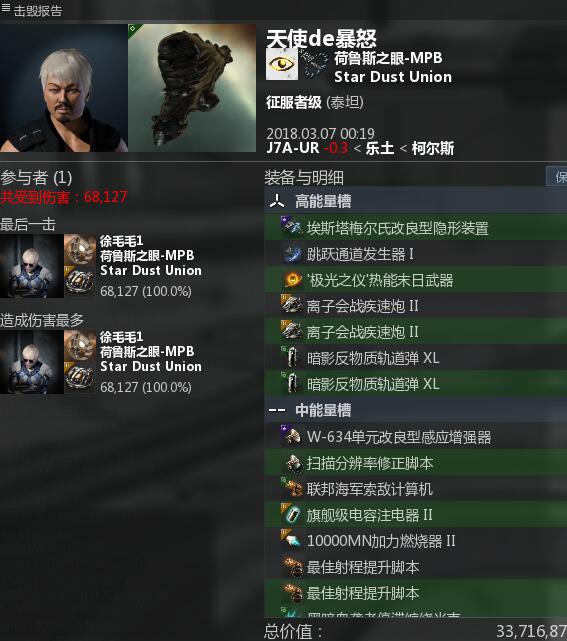 击毁报告
天使de暴怒
荷鲁斯之眼-MPB
Star Dust Union
征服者级 (泰坦)
2018.03.07 00:19
J7A-UR -0.3 < 乐土 < 柯尔斯
参与者 (1)
共受到伤害：68,127
最后一击
徐毛毛1
荷鲁斯之眼-MPB
Star Dust Union
68,127 (100.0%)
造成伤害最多
徐毛毛1
荷鲁斯之眼-MPB
Star Dust Union
68,127 (100.0%)
装备与明细
保
高能量槽
埃斯塔梅尔氏改良型隐形装置
跳跃通道发生器 I
'极光之仪'热能末日武器
离子会战疾速炮 II
离子会战疾速炮 II
暗影反物质轨道弹 XL
暗影反物质轨道弹 XL
中能量槽
W-634单元改良型感应增强器
扫描分辨率修正脚本
联邦海军索敌计算机
旗舰级电容注电器 II
10000MN加力燃烧器 II
最佳射程提升脚本
最佳射程提升脚本
总价值：
33,716,87